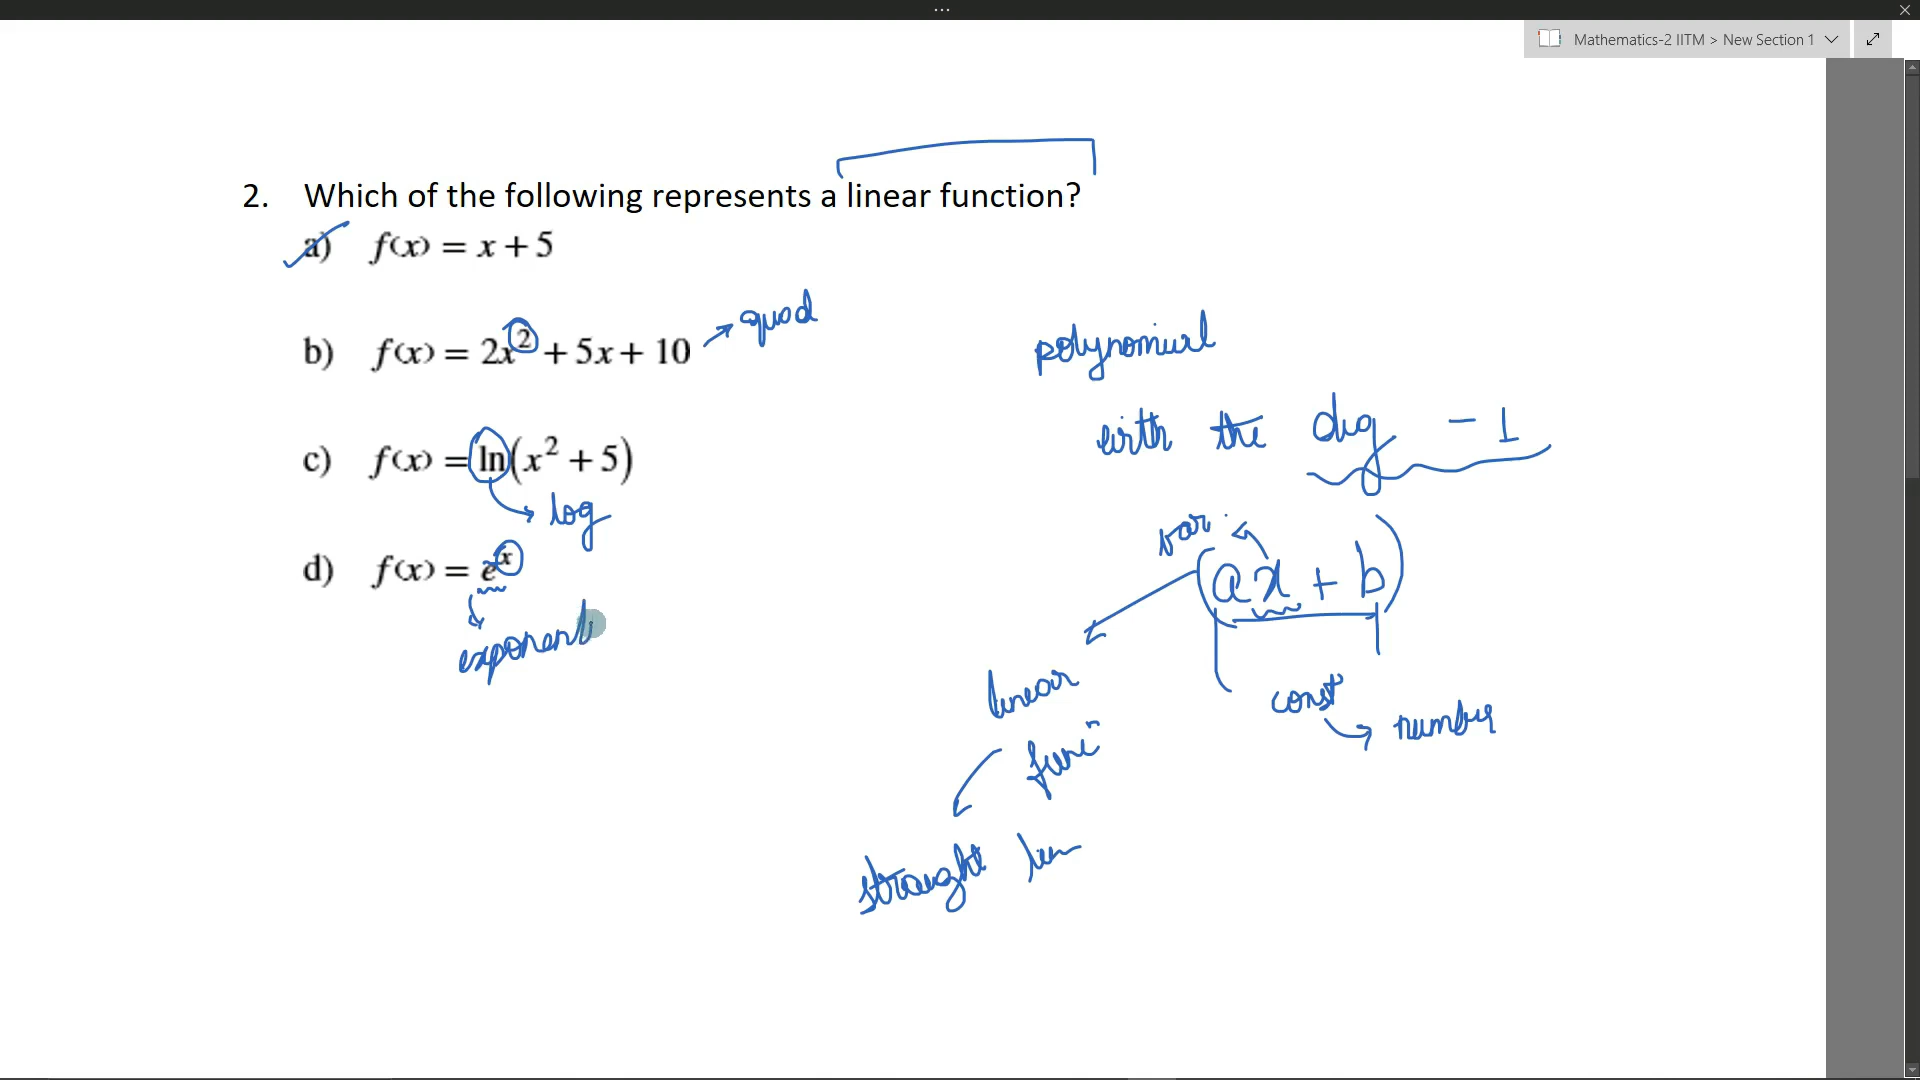 Mathematics-2 IITM > New Section 1
2. Which of the following represents a linear function?
a) f(x) = x + 5
b) f(x) = 2x² + 5x + 10
quad
c) f(x) = ln(x² + 5)
log
d) f(x) = eˣ
exponent
polynomial
with the deg - 1
var
(ax + b)
const
number
linear
func
straight